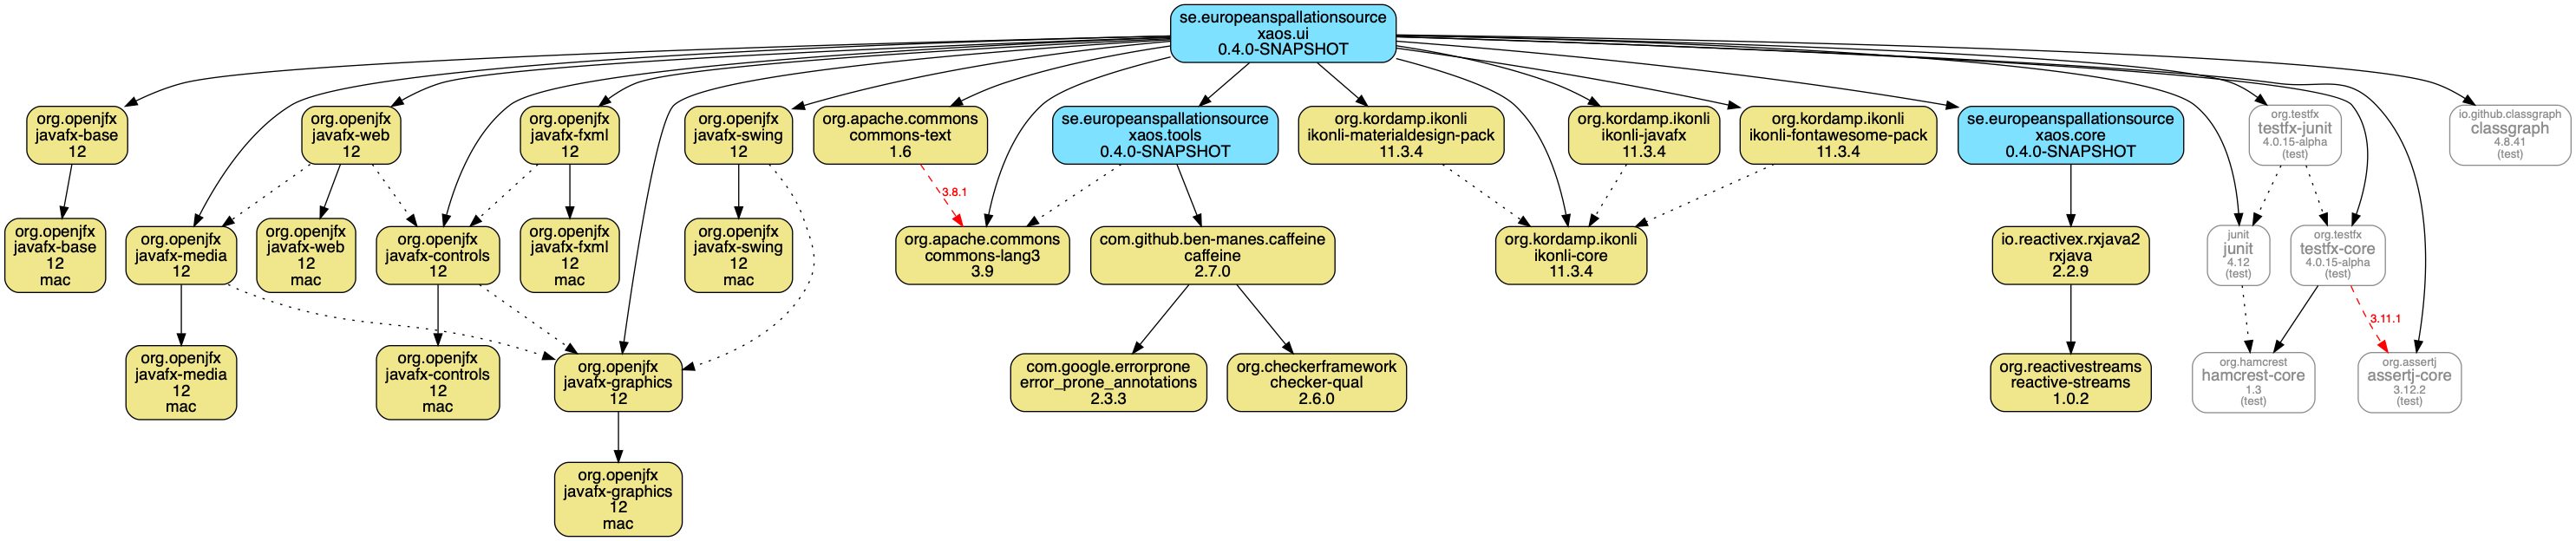 se.europeanspallationsource
xaos.ui
0.4.0-SNAPSHOT
org.openjfx
javafx-base
12
org.openjfx
javafx-web
12
org.openjfx
javafx-fxml
12
org.openjfx
javafx-swing
12
org.apache.commons
commons-text
1.6
se.europeanspallationsource
xaos.tools
0.4.0-SNAPSHOT
org.kordamp.ikonli
ikonli-materialdesign-pack
11.3.4
org.kordamp.ikonli
ikonli-javafx
11.3.4
org.kordamp.ikonli
ikonli-fontawesome-pack
11.3.4
se.europeanspallationsource
xaos.core
0.4.0-SNAPSHOT
org.testfx
testfx-junit
4.0.15-alpha
(test)
io.github.classgraph
classgraph
4.8.41
(test)
3.8.1
org.openjfx
javafx-base
12
mac
org.openjfx
javafx-media
12
org.openjfx
javafx-web
12
mac
org.openjfx
javafx-controls
12
org.openjfx
javafx-fxml
12
mac
org.openjfx
javafx-swing
12
mac
org.apache.commons
commons-lang3
3.9
com.github.ben-manes.caffeine
caffeine
2.7.0
org.kordamp.ikonli
ikonli-core
11.3.4
io.reactivex.rxjava2
rxjava
2.2.9
junit
junit
4.12
(test)
org.testfx
testfx-core
4.0.15-alpha
(test)
3.11.1
org.openjfx
javafx-media
12
mac
org.openjfx
javafx-controls
12
mac
org.openjfx
javafx-graphics
12
com.google.errorprone
error_prone_annotations
2.3.3
org.checkerframework
checker-qual
2.6.0
org.reactivestreams
reactive-streams
1.0.2
org.hamcrest
hamcrest-core
1.3
(test)
org.assertj
assertj-core
3.12.2
(test)
org.openjfx
javafx-graphics
12
mac